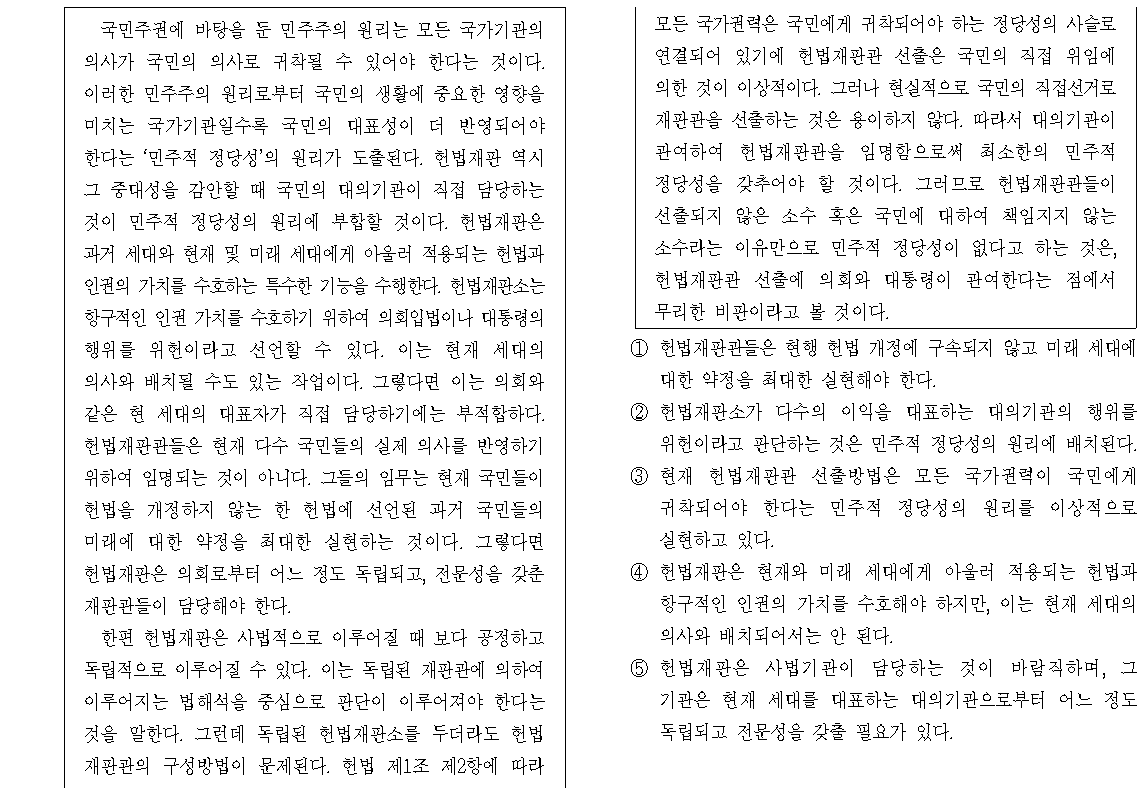 국민주권에 바탕을 둔 민주주의 원리는 모든 국가기관의
의사가 국민의 의사로 귀착될 수 있어야 한다는 것이다.
이러한 민주주의 원리로부터 국민의 생활에 중요한 영향을
미치는 국가기관일수록 국민의 대표성이 더 반영되어야
한다는 ‘민주적 정당성’의 원리가 도출된다. 헌법재판 역시
그 중대성을 감안할 때 국민의 대의기관이 직접 담당하는
것이 민주적 정당성의 원리에 부합할 것이다. 헌법재판은
과거 세대와 현재 및 미래 세대에게 아울러 적용되는 헌법과
인권의 가치를 수호하는 특수한 기능을 수행한다. 헌법재판소는
항구적인 인권 가치를 수호하기 위하여 의회입법이나 대통령의
행위를 위헌이라고 선언할 수 있다. 이는 현재 세대의
의사와 배치될 수도 있는 작업이다. 그렇다면 이는 의회와
같은 현 세대의 대표자가 직접 담당하기에는 부적합하다.
헌법재판관들은 현재 다수 국민들의 실제 의사를 반영하기
위하여 임명되는 것이 아니다. 그들의 임무는 현재 국민들이
헌법을 개정하지 않는 한 헌법에 선언된 과거 국민들의
미래에 대한 약정을 최대한 실현하는 것이다. 그렇다면
헌법재판은 의회로부터 어느 정도 독립되고, 전문성을 갖춘
재판관들이 담당해야 한다.
한편 헌법재판은 사법적으로 이루어질 때 보다 공정하고
독립적으로 이루어질 수 있다. 이는 독립된 재판관에 의하여
이루어지는 법해석을 중심으로 판단이 이루어져야 한다는
것을 말한다. 그런데 독립된 헌법재판소를 두더라도 헌법
재판관의 구성방법이 문제된다. 헌법 제1조 제2항에 따라
모든 국가권력은 국민에게 귀착되어야 하는 정당성의 사슬로
연결되어 있기에 헌법재판관 선출은 국민의 직접 위임에
의한 것이 이상적이다. 그러나 현실적으로 국민의 직접선거로
재판관을 선출하는 것은 용이하지 않다. 따라서 대의기관이
관여하여 헌법재판관을 임명함으로써 최소한의 민주적
정당성을 갖추어야 할 것이다. 그러므로 헌법재판관들이
선출되지 않은 소수 혹은 국민에 대하여 책임지지 않는
소수라는 이유만으로 민주적 정당성이 없다고 하는 것은,
헌법재판관 선출에 의회와 대통령이 관여한다는 점에서
무리한 비판이라고 볼 것이다.
① 헌법재판관들은 현행 헌법 개정에 구속되지 않고 미래 세대에
대한 약정을 최대한 실현해야 한다.
② 헌법재판소가 다수의 이익을 대표하는 대의기관의 행위를
위헌이라고 판단하는 것은 민주적 정당성의 원리에 배치된다.
③ 현재 헌법재판관 선출방법은 모든 국가권력이 국민에게
귀착되어야 한다는 민주적 정당성의 원리를 이상적으로
실현하고 있다.
④ 헌법재판은 현재와 미래 세대에게 아울러 적용되는 헌법과
항구적인 인권의 가치를 수호해야 하지만, 이는 현재 세대의
의사와 배치되어서는 안 된다.
⑤ 헌법재판은 사법기관이 담당하는 것이 바람직하며, 그
기관은 현재 세대를 대표하는 대의기관으로부터 어느 정도
독립되고 전문성을 갖출 필요가 있다.